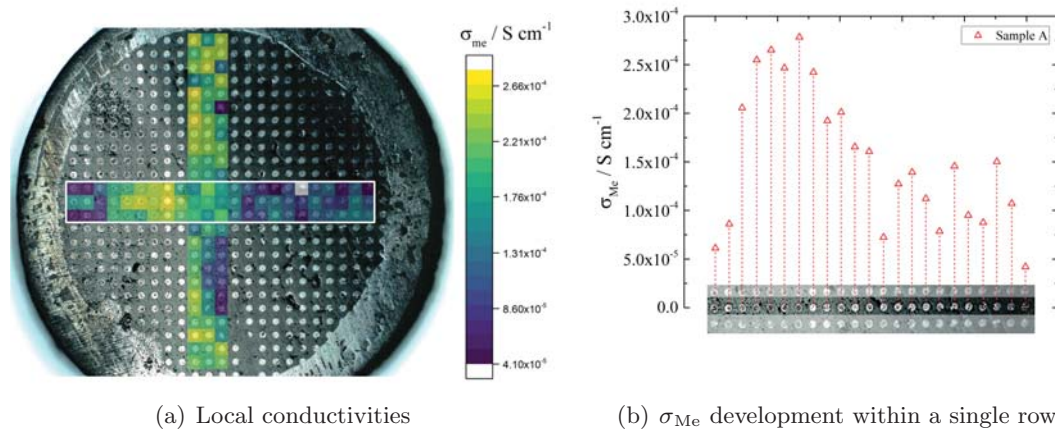 σme / S cm⁻¹
2.66x10⁻⁴
2.21x10⁻⁴
1.76x10⁻⁴
1.31x10⁻⁴
8.60x10⁻⁵
4.10x10⁻⁵
(a) Local conductivities
3.0x10⁻⁴
2.5x10⁻⁴
2.0x10⁻⁴
1.5x10⁻⁴
1.0x10⁻⁴
5.0x10⁻⁵
0.0
σMe / S cm⁻¹
Sample A
(b) σMe development within a single row